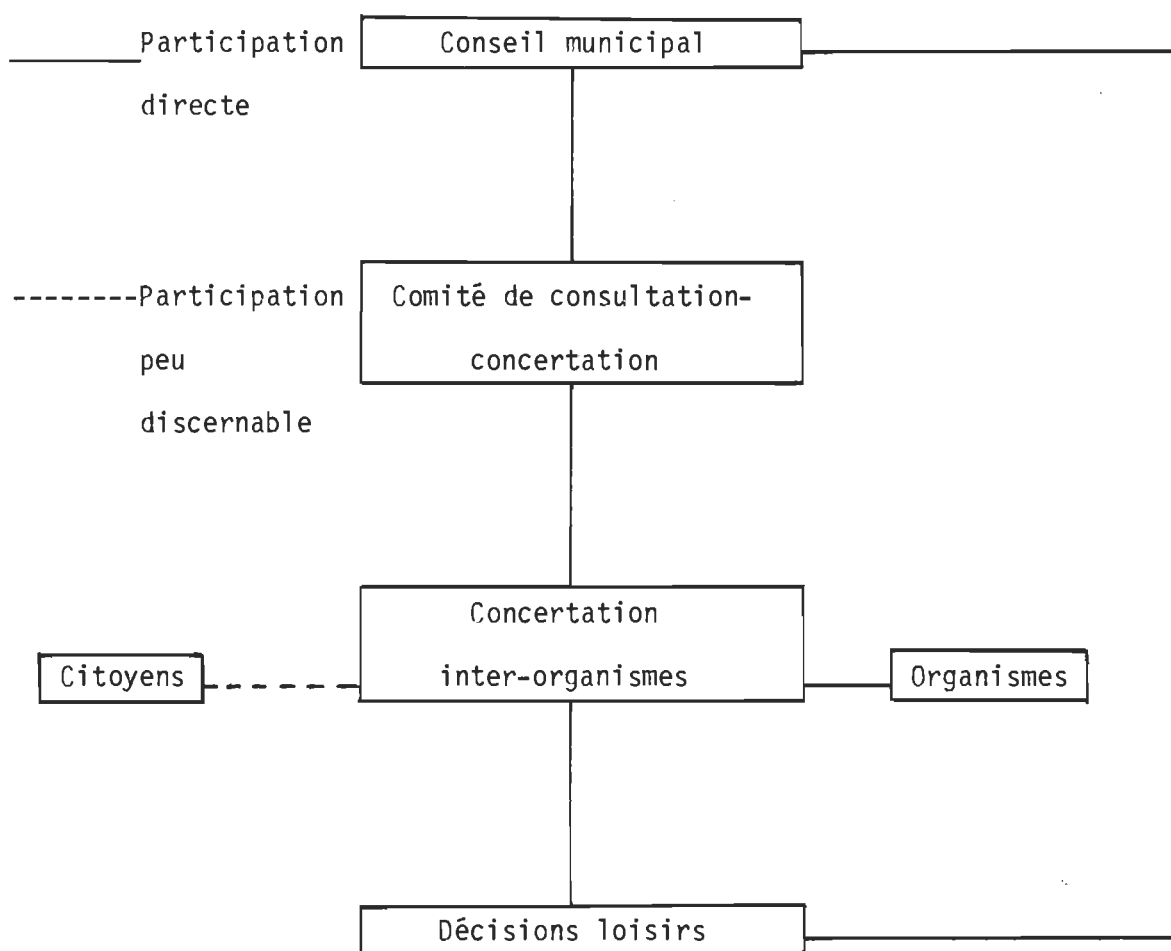 Participation
directe
Conseil municipal
Participation
peu
discernable
Comité de consultation-
concertation
Concertation
inter-organismes
Citoyens
Organismes
Décisions loisirs